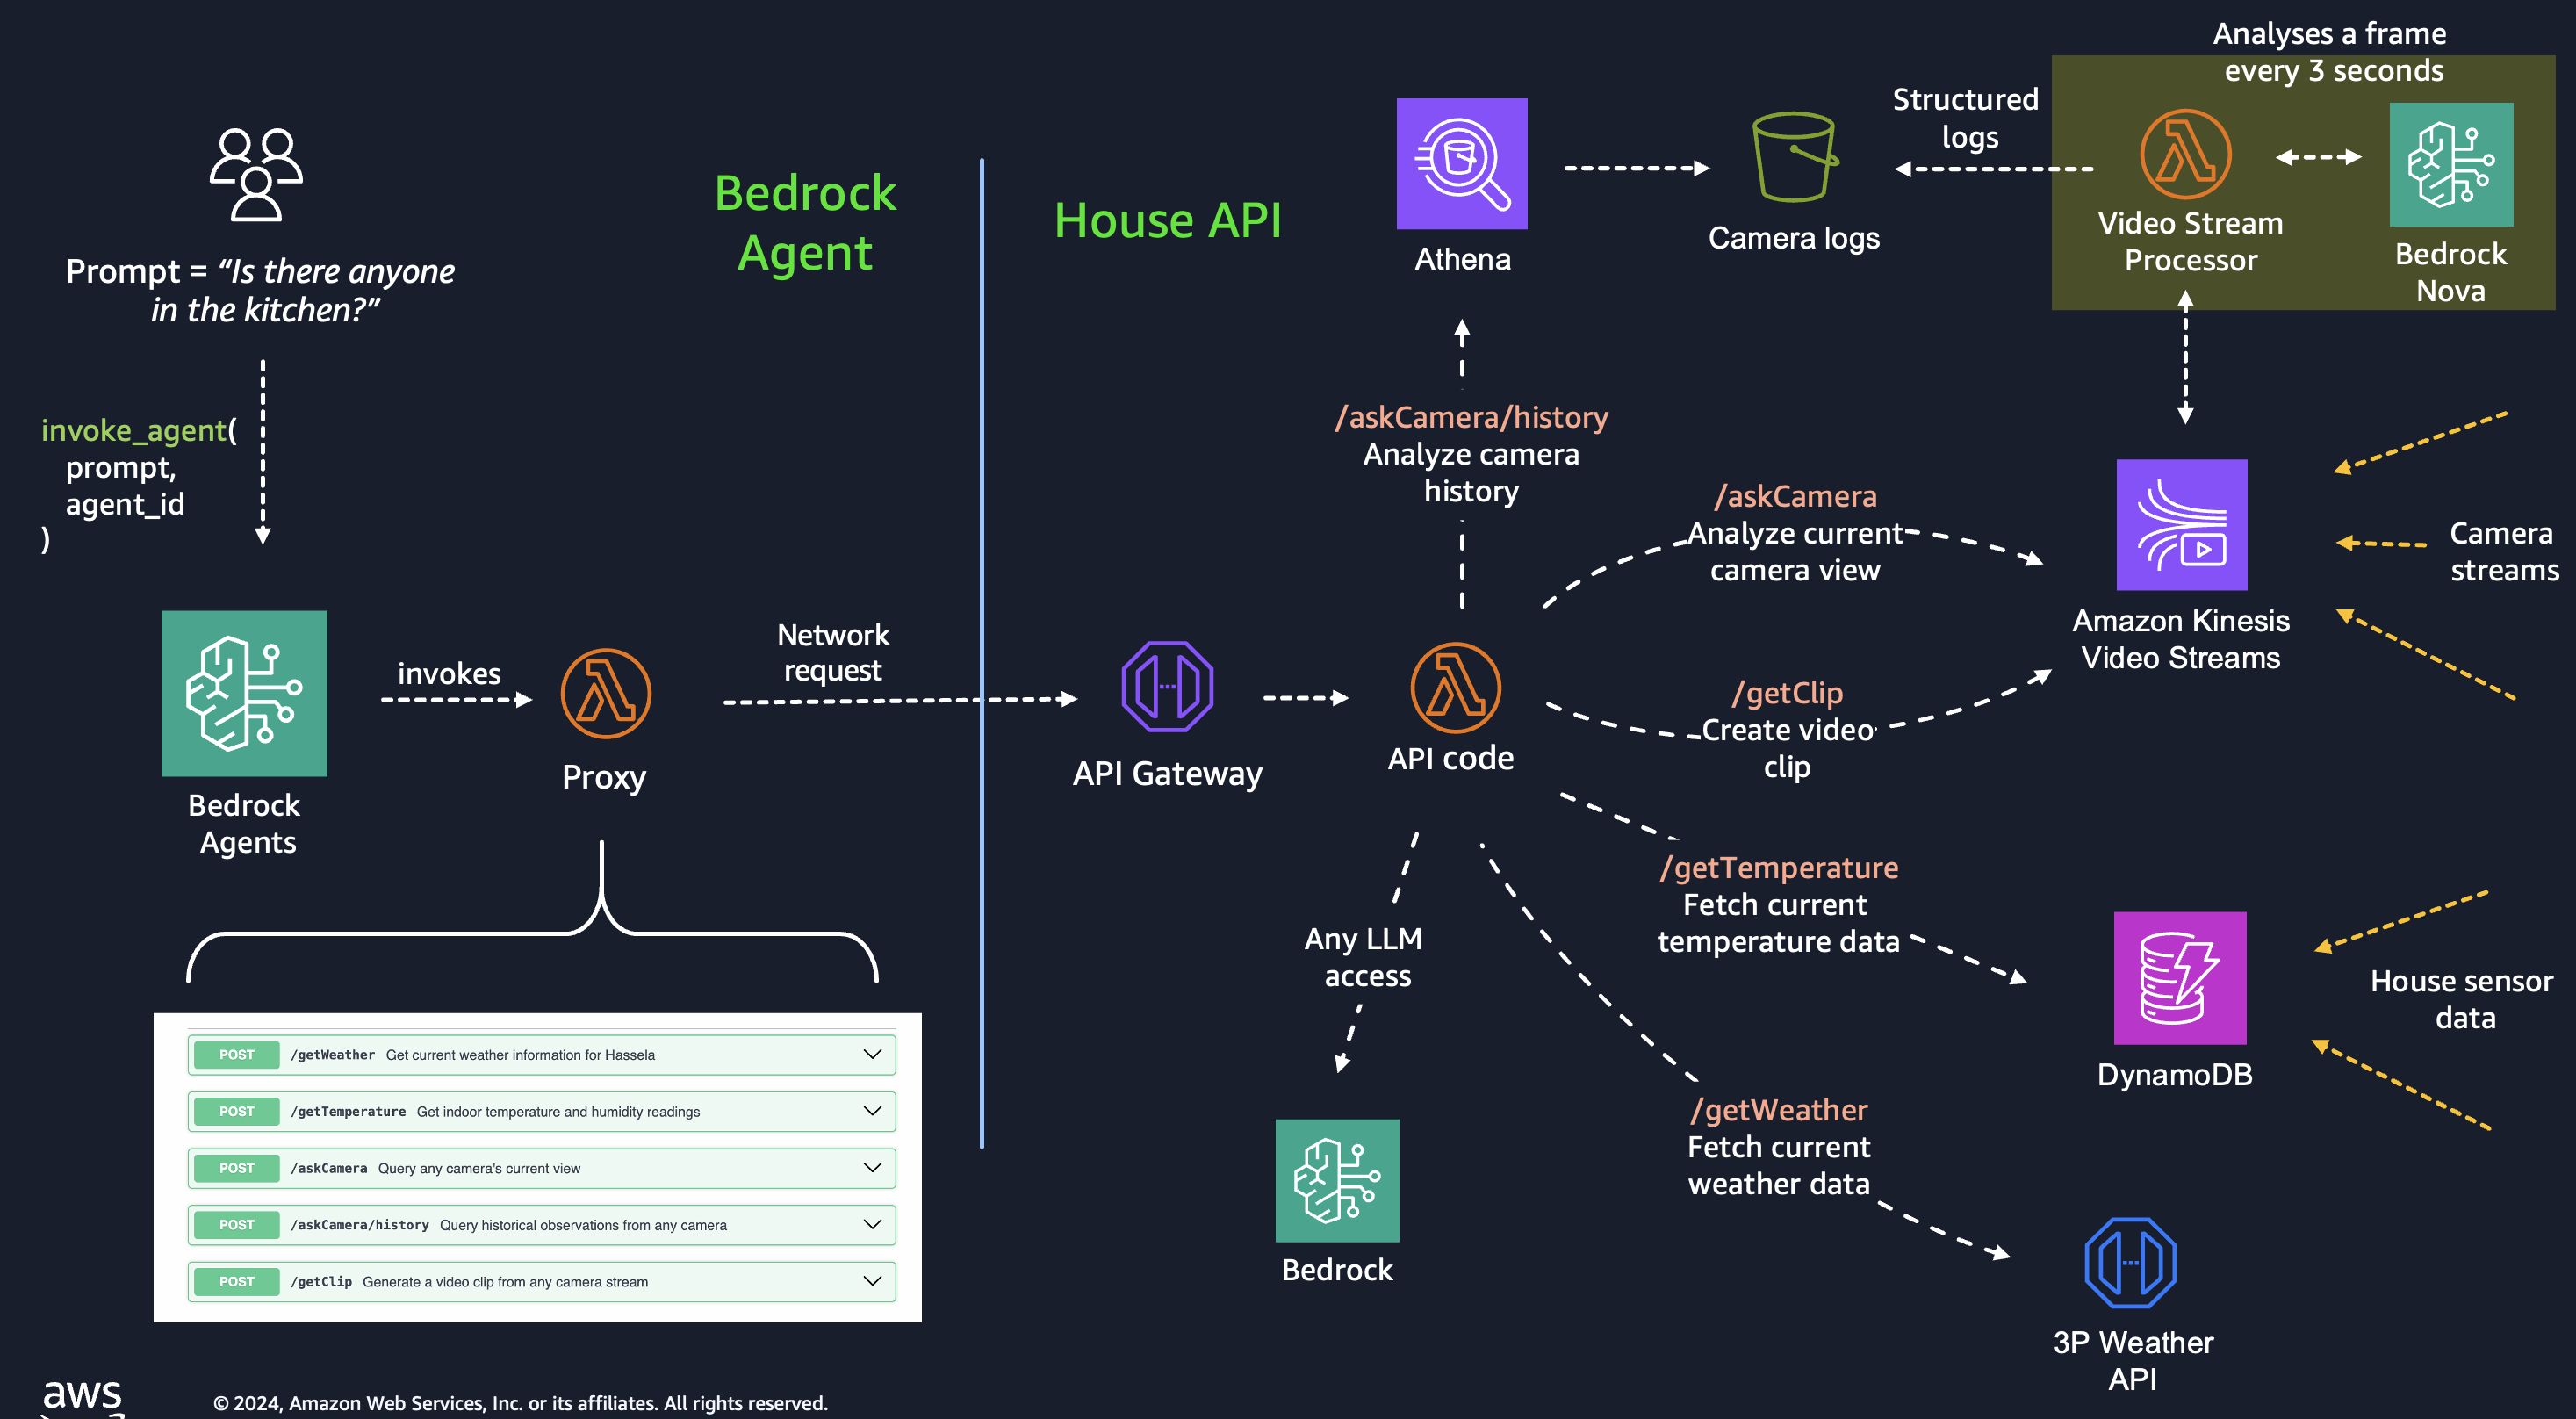 Analyses a frame
every 3 seconds
Structured
logs
Video Stream
Processor
Bedrock
Nova
Camera logs
Athena
Bedrock
Agent
House API
Prompt = “Is there anyone
in the kitchen?”
invoke_agent(
prompt,
agent_id
)
/askCamera/history
Analyze camera
history
/askCamera
Analyze current
camera view
Camera
streams
Amazon Kinesis
Video Streams
Bedrock
Agents
invokes
Proxy
Network
request
API Gateway
API code
/getClip
Create video
clip
/getTemperature
Fetch current
temperature data
House sensor
data
DynamoDB
Any LLM
access
Bedrock
/getWeather
Fetch current
weather data
3P Weather
API
POST /getWeather Get current weather information for Hassela
POST /getTemperature Get indoor temperature and humidity readings
POST /askCamera Query any camera's current view
POST /askCamera/history Query historical observations from any camera
POST /getClip Generate a video clip from any camera stream
aws
© 2024, Amazon Web Services, Inc. or its affiliates. All rights reserved.